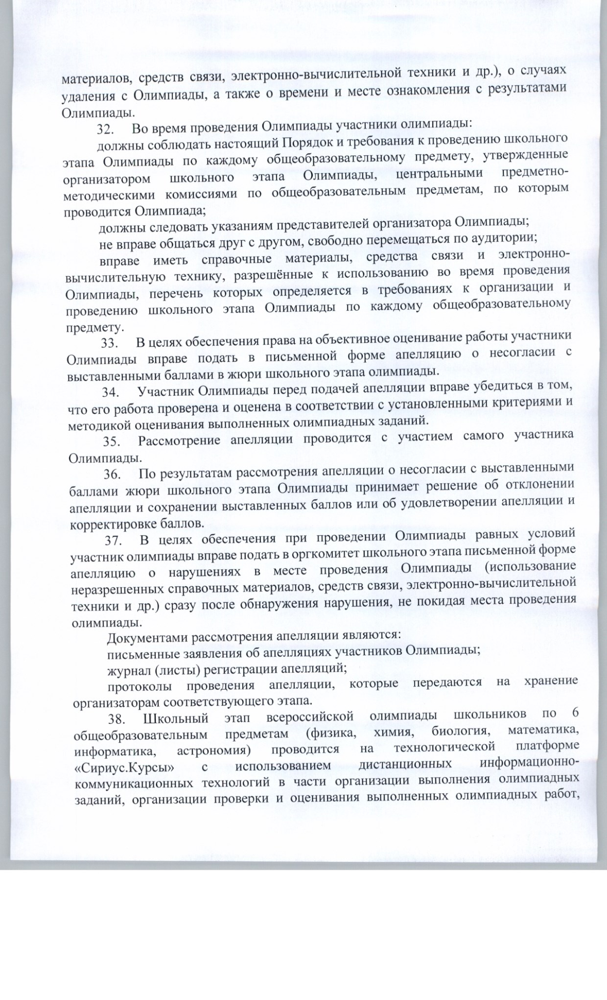 материалов, средств связи, электронно-вычислительной техники и др.), о случаях
удаления с Олимпиады, а также о времени и месте ознакомления с результатами
Олимпиады.
32. Во время проведения Олимпиады участники олимпиады:
должны соблюдать настоящий Порядок и требования к проведению школьного
этапа Олимпиады по каждому общеобразовательному предмету, утвержденные
организатором школьного этапа Олимпиады, центральными предметно-
методическими комиссиями по общеобразовательным предметам, по которым
проводится Олимпиада;
должны следовать указаниям представителей организатора Олимпиады;
не вправе общаться друг с другом, свободно перемещаться по аудитории;
вправе иметь справочные материалы, средства связи и электронно-
вычислительную технику, разрешённые к использованию во время проведения
Олимпиады, перечень которых определяется в требованиях к организации и
проведению школьного этапа Олимпиады по каждому общеобразовательному
предмету.
33. В целях обеспечения права на объективное оценивание работы участники
Олимпиады вправе подать в письменной форме апелляцию о несогласии с
выставленными баллами в жюри школьного этапа олимпиады.
34. Участник Олимпиады перед подачей апелляции вправе убедиться в том,
что его работа проверена и оценена в соответствии с установленными критериями и
методикой оценивания выполненных олимпиадных заданий.
35. Рассмотрение апелляции проводится с участием самого участника
Олимпиады.
36. По результатам рассмотрения апелляции о несогласии с выставленными
баллами жюри школьного этапа Олимпиады принимает решение об отклонении
апелляции и сохранении выставленных баллов или об удовлетворении апелляции и
корректировке баллов.
37. В целях обеспечения при проведении Олимпиады равных условий
участник олимпиады вправе подать в оргкомитет школьного этапа письменной форме
апелляцию о нарушениях в месте проведения Олимпиады (использование
неразрешенных справочных материалов, средств связи, электронно-вычислительной
техники и др.) сразу после обнаружения нарушения, не покидая места проведения
олимпиады.
Документами рассмотрения апелляции являются:
письменные заявления об апелляциях участников Олимпиады;
журнал (листы) регистрации апелляций;
протоколы проведения апелляции, которые передаются на хранение
организаторам соответствующего этапа.
38. Школьный этап всероссийской олимпиады школьников по 6
общеобразовательным предметам (физика, химия, биология, математика,
информатика, астрономия) проводится на технологической платформе
«Сириус.Курсы» с использованием дистанционных информационно-
коммуникационных технологий в части организации выполнения олимпиадных
заданий, организации проверки и оценивания выполненных олимпиадных работ,